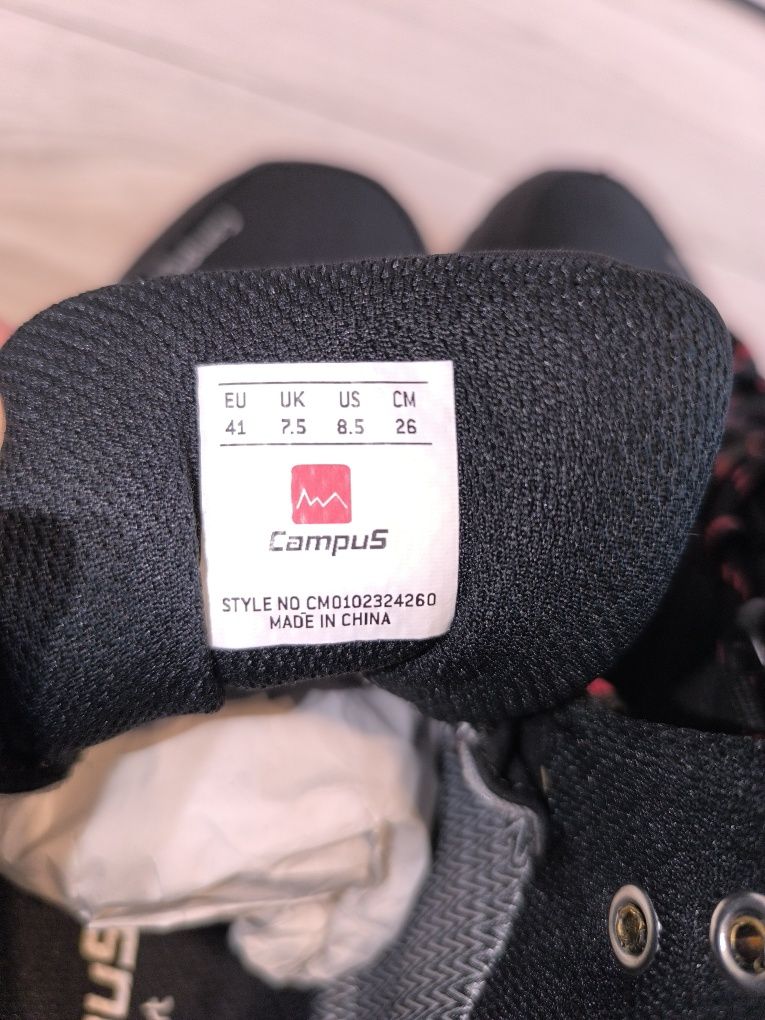 EU UK US CM
41 7.5 8.5 26
CampuS
STYLE NO CM0102324260
MADE IN CHINA